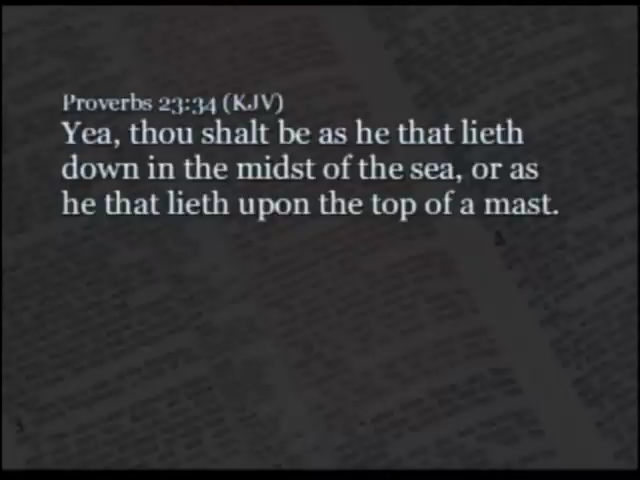 Proverbs 23:34 (KJV)
Yea, thou shalt be as he that lieth
down in the midst of the sea, or as
he that lieth upon the top of a mast.